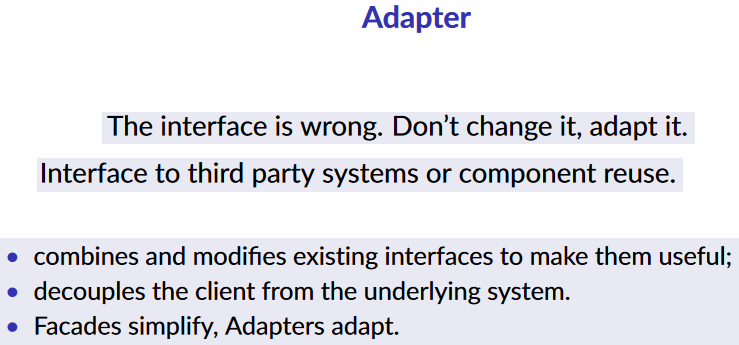 Adapter
The interface is wrong. Don’t change it, adapt it.
Interface to third party systems or component reuse.
• combines and modifies existing interfaces to make them useful;
• decouples the client from the underlying system.
• Facades simplify, Adapters adapt.